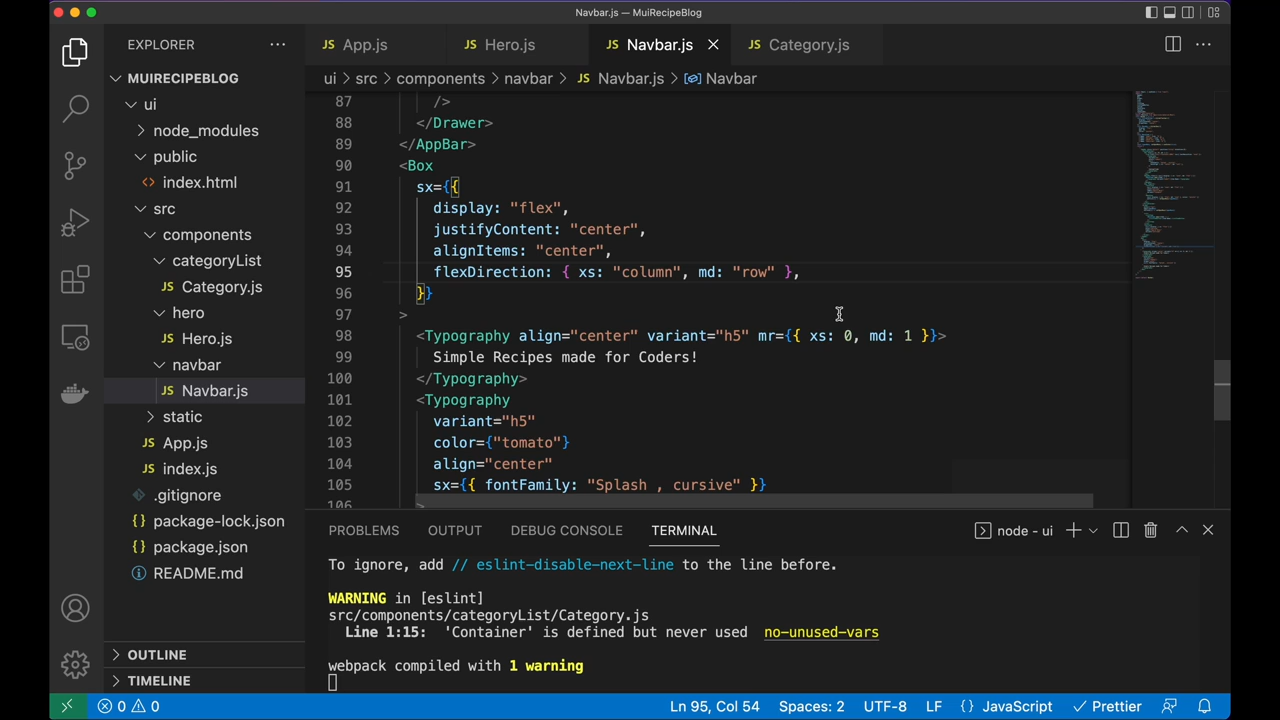 Navbar.js — MuiRecipeBlog
EXPLORER
App.js
Hero.js
Navbar.js
Category.js
MUIRECIPEBLOG
ui
node_modules
public
index.html
src
components
categoryList
Category.js
hero
Hero.js
navbar
Navbar.js
static
App.js
index.js
.gitignore
package-lock.json
package.json
README.md
OUTLINE
TIMELINE
ui > src > components > navbar > JS Navbar.js > Navbar
87 />
88 </Drawer>
89 </AppBar>
90 <Box
91 sx={{
92 display: "flex",
93 justifyContent: "center",
94 alignItems: "center",
95 flexDirection: { xs: "column", md: "row" },
96 }}
97 >
98 <Typography align="center" variant="h5" mr={{ xs: 0, md: 1 }}>
99 Simple Recipes made for Coders!
100 </Typography>
101 <Typography
102 variant="h5"
103 color={"tomato"}
104 align="center"
105 sx={{ fontFamily: "Splash , cursive" }}
106 >
PROBLEMS OUTPUT DEBUG CONSOLE TERMINAL
node - ui
To ignore, add // eslint-disable-next-line to the line before.
WARNING in [eslint]
src/components/categoryList/Category.js
Line 1:15: 'Container' is defined but never used no-unused-vars
webpack compiled with 1 warning
0 0
Ln 95, Col 54 Spaces: 2 UTF-8 LF {} JavaScript Prettier